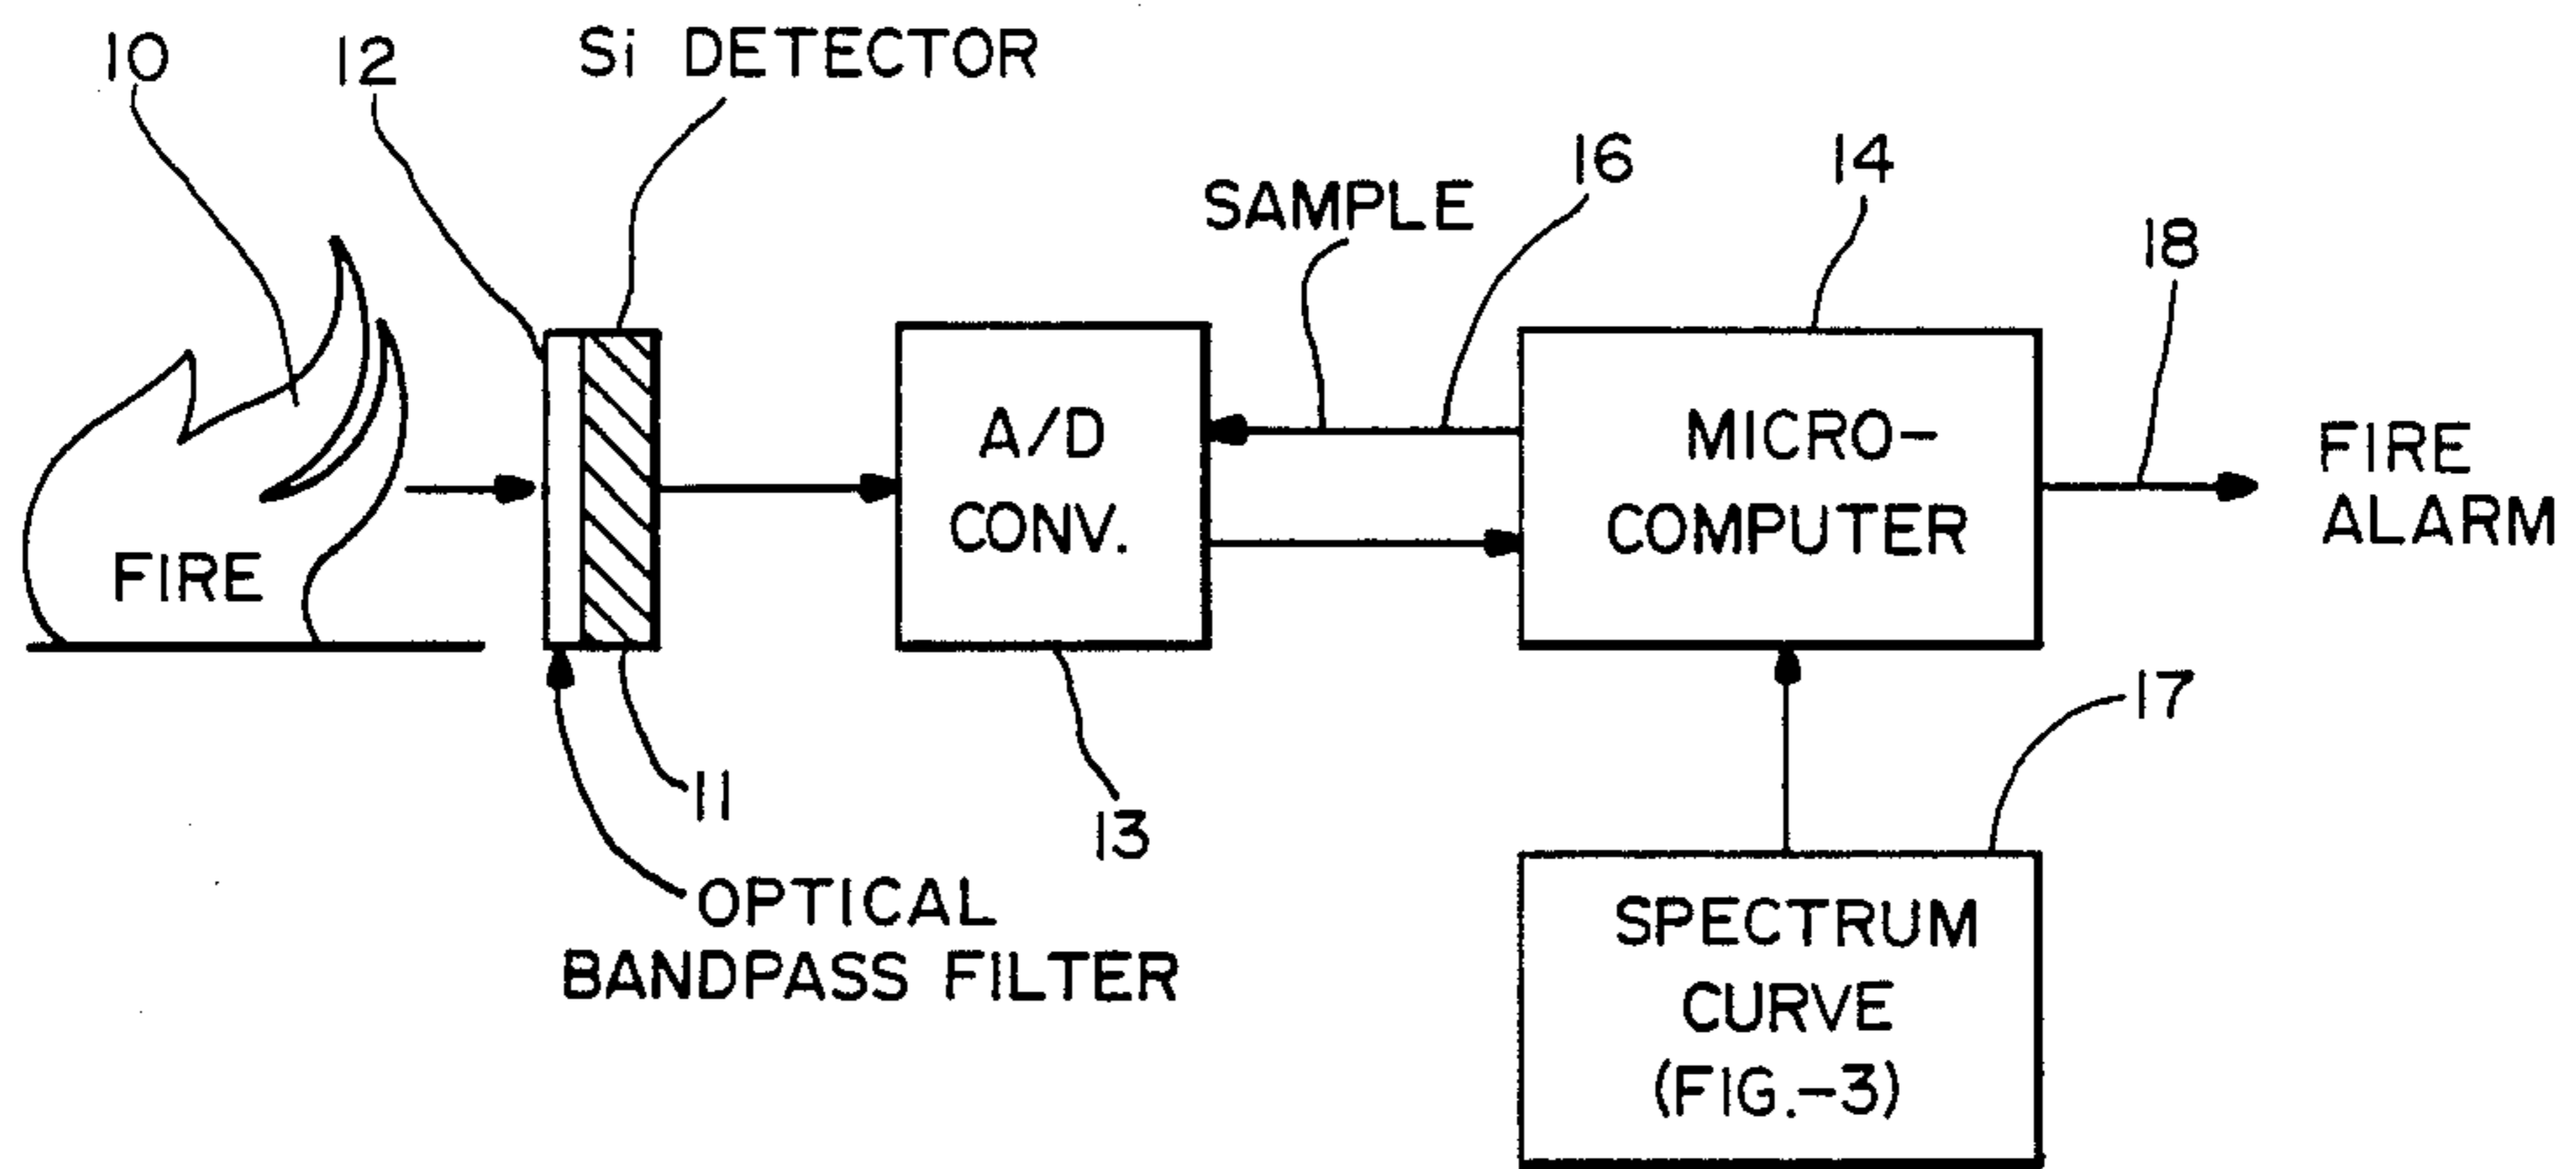 10
12
Si DETECTOR
SAMPLE
16
14
18
FIRE
A/D
CONV.
MICRO-
COMPUTER
FIRE
ALARM
11
13
17
OPTICAL
BANDPASS FILTER
SPECTRUM
CURVE
(FIG.-3)